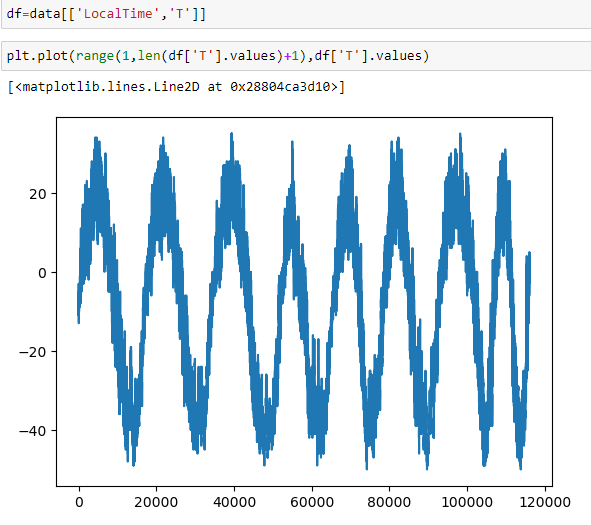 df=data[['LocalTime','T']]
plt.plot(range(1,len(df['T'].values)+1),df['T'].values)
[<matplotlib.lines.Line2D at 0x28804ca3d10>]
20
0
−20
−40
0 20000 40000 60000 80000 100000 120000